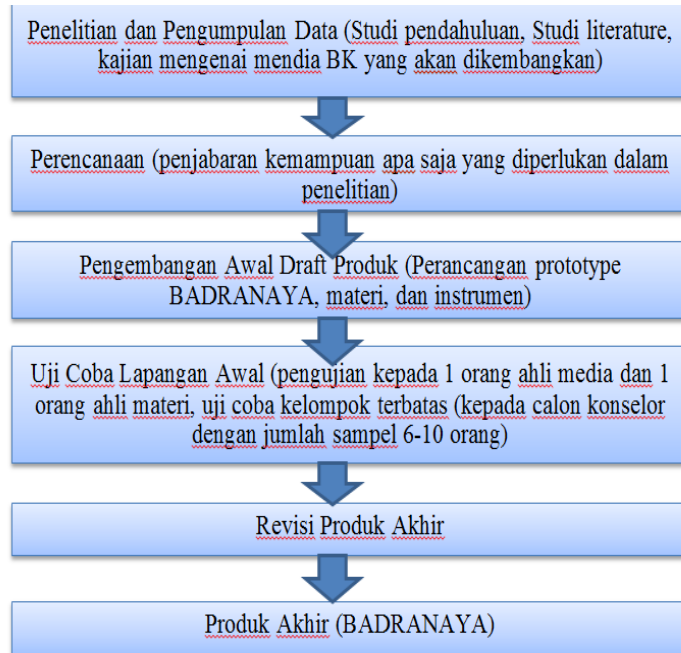 Penelitian dan Pengumpulan Data (Studi pendahuluan, Studi literature,
kajian mengenai mendia BK yang akan dikembangkan)
Perencanaan (penjabaran kemampuan apa saja yang diperlukan dalam
penelitian)
Pengembangan Awal Draft Produk (Perancangan prototype
BADRANAYA, materi, dan instrumen)
Uji Coba Lapangan Awal (pengujian kepada 1 orang ahli media dan 1
orang ahli materi, uji coba kelompok terbatas (kepada calon konselor
dengan jumlah sampel 6-10 orang)
Revisi Produk Akhir
Produk Akhir (BADRANAYA)